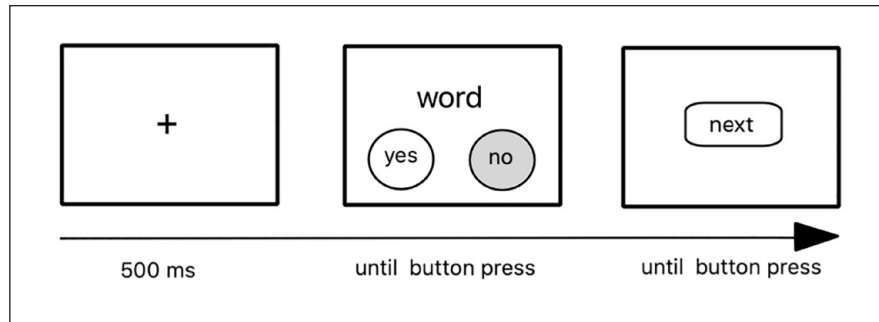 +
word
yes
no
next
500 ms
until button press
until button press